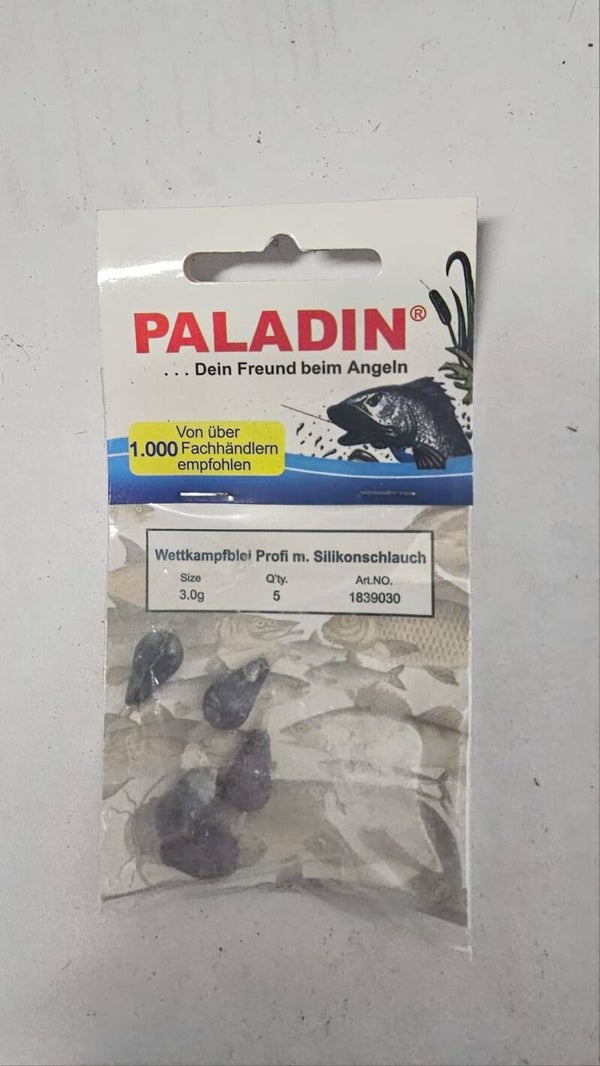 PALADIN®
. . . Dein Freund beim Angeln
Von über
1.000 Fachhändlern
empfohlen
Wettkampfblei Profi m. Silikonschlauch
Size Q'ty. Art.NO.
3.0g 5 1839030